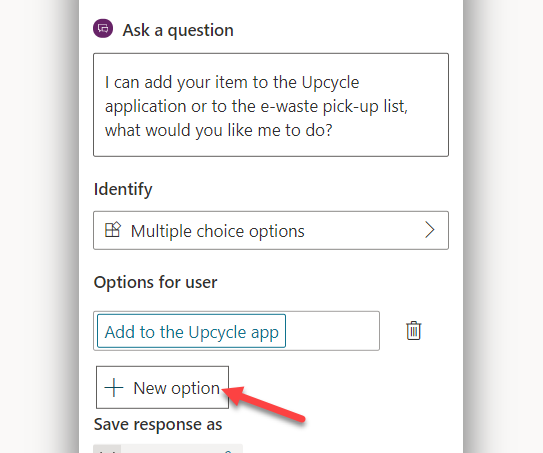 Ask a question
I can add your item to the Upcycle
application or to the e-waste pick-up list,
what would you like me to do?
Identify
Multiple choice options
Options for user
Add to the Upcycle app
New option
Save response as